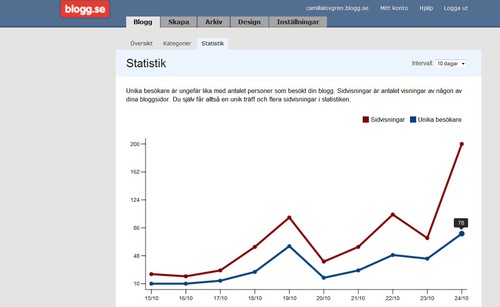 blogg.se
camillalovgren.blogg.se Mitt konto Hjälp Logga ut
Blogg Skapa Arkiv Design Inställningar
Översikt Kategorier Statistik
Statistik
Intervall: 10 dagar
Unika besökare är ungefär lika med antalet personer som besökt din blogg. Sidvisningar är antalet visningar av någon av
dina bloggsidor. Du själv får alltså en unik träff och flera sidvisningar i statistiken.
Sidvisningar Unika besökare
200
162
124
86
78
48
10
15/10 16/10 17/10 18/10 19/10 20/10 21/10 22/10 23/10 24/10